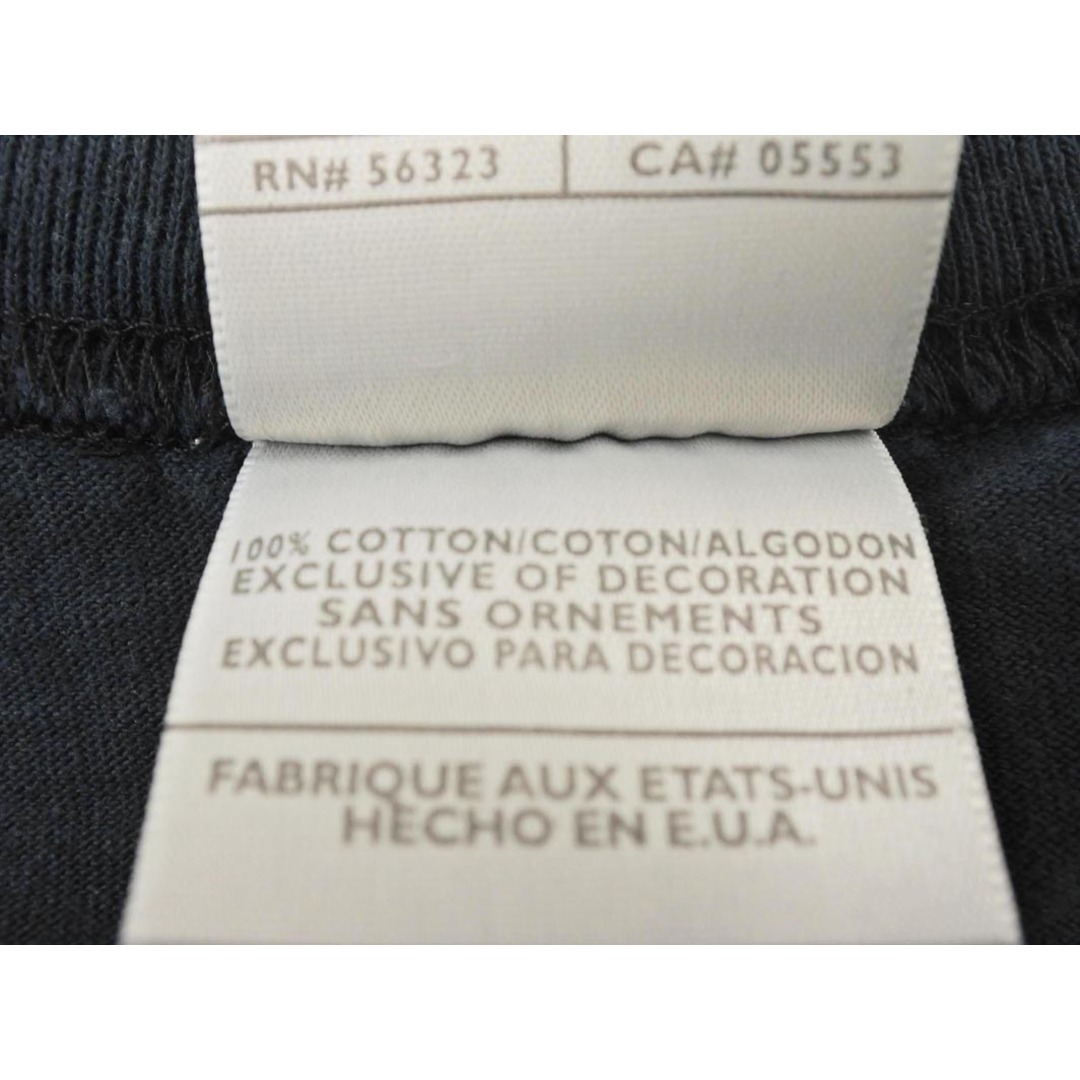 RN# 56323 CA# 05553
100% COTTON/COTON/ALGODON
EXCLUSIVE OF DECORATION
SANS ORNEMENTS
EXCLUSIVO PARA DECORACION
FABRIQUE AUX ETATS-UNIS
HECHO EN E.U.A.